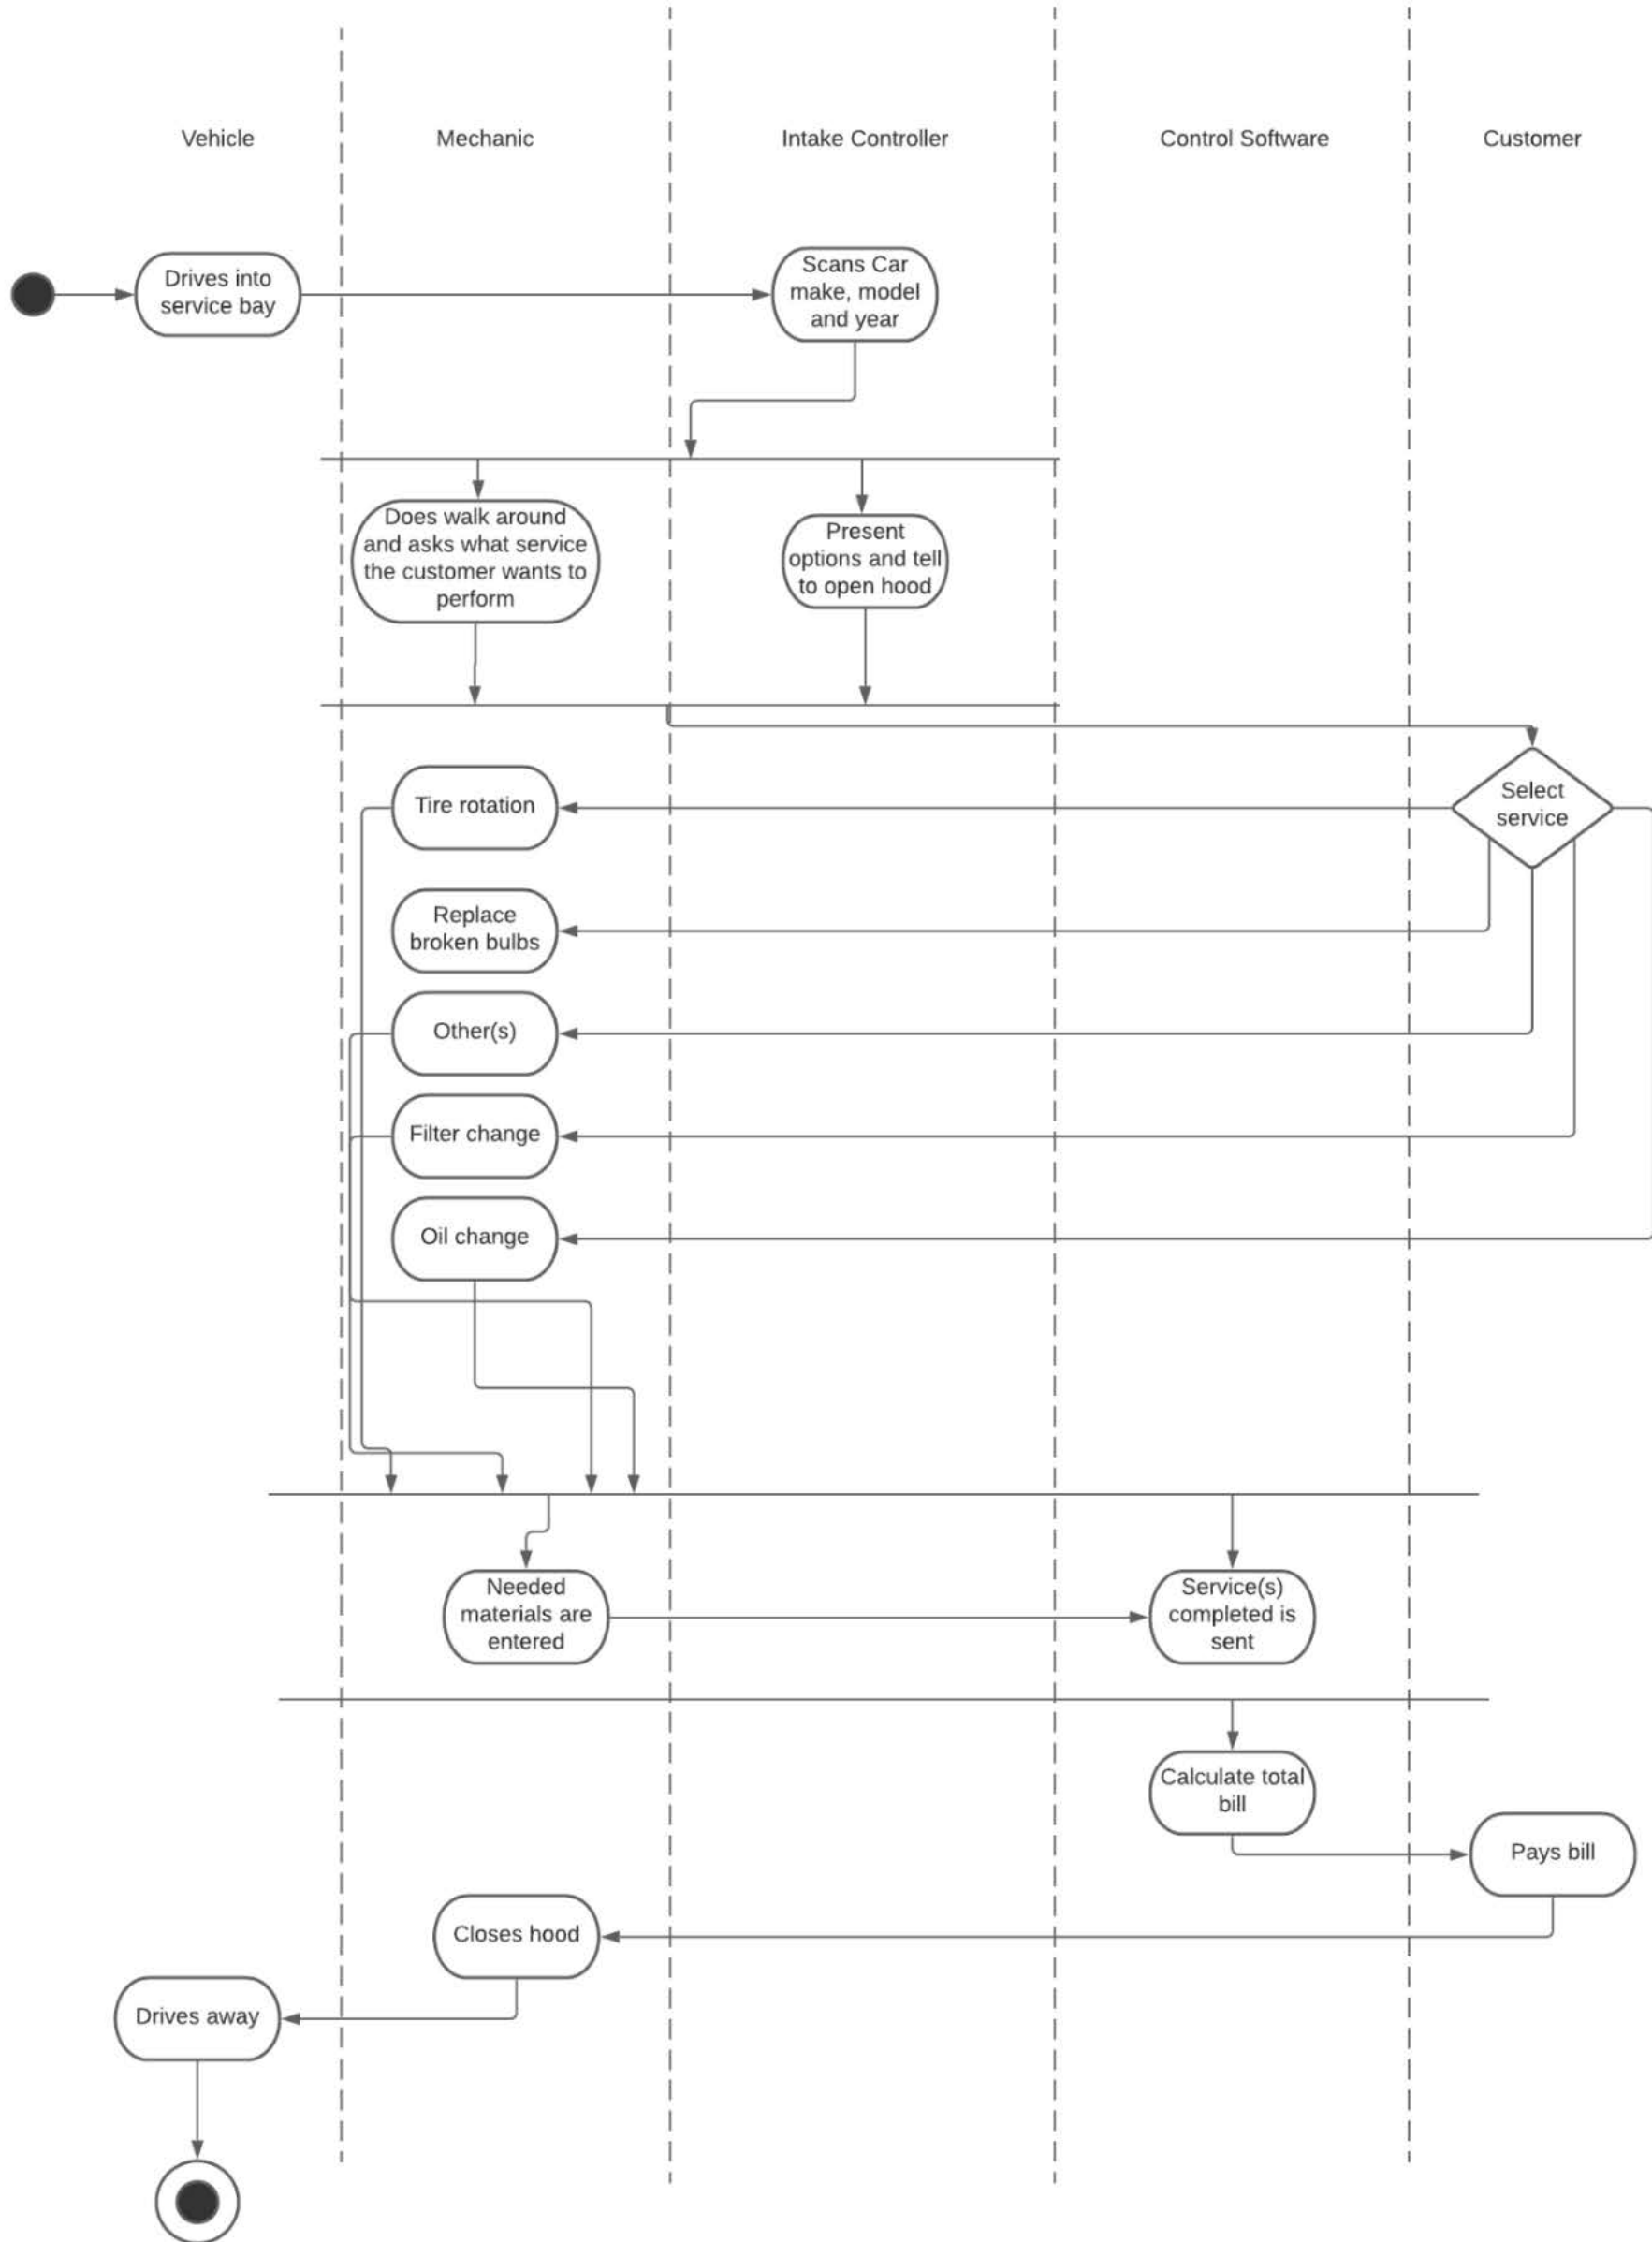 Vehicle
Mechanic
Intake Controller
Control Software
Customer
Drives into
service bay
Scans Car
make, model
and year
Does walk around
and asks what service
the customer wants to
perform
Present
options and tell
to open hood
Select
service
Tire rotation
Replace
broken bulbs
Other(s)
Filter change
Oil change
Needed
materials are
entered
Service(s)
completed is
sent
Calculate total
bill
Pays bill
Closes hood
Drives away